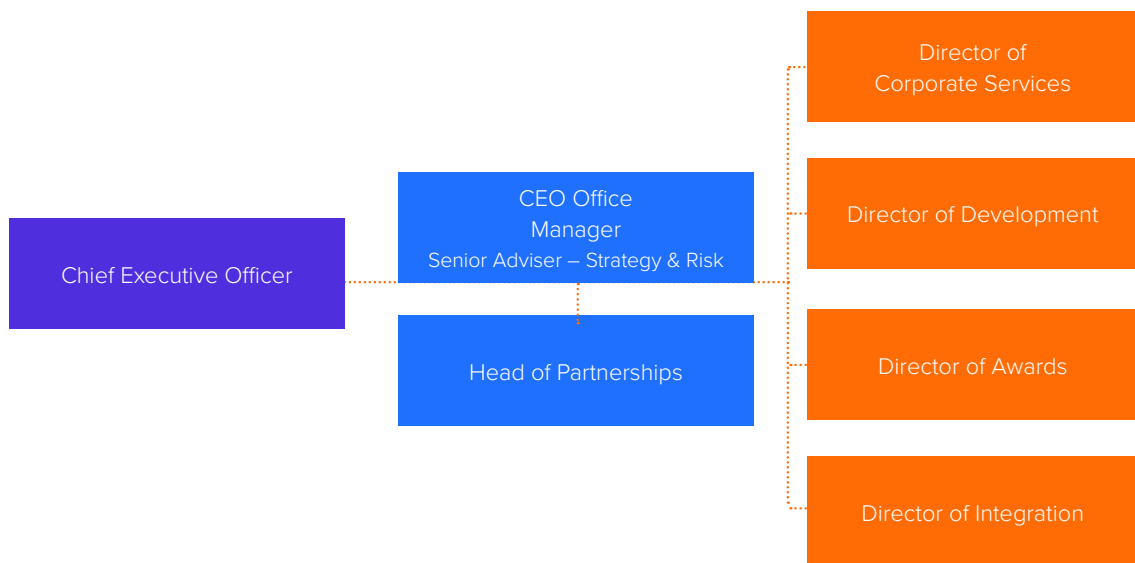 Chief Executive Officer
CEO Office
Manager
Senior Adviser – Strategy & Risk
Head of Partnerships
Director of
Corporate Services
Director of Development
Director of Awards
Director of Integration